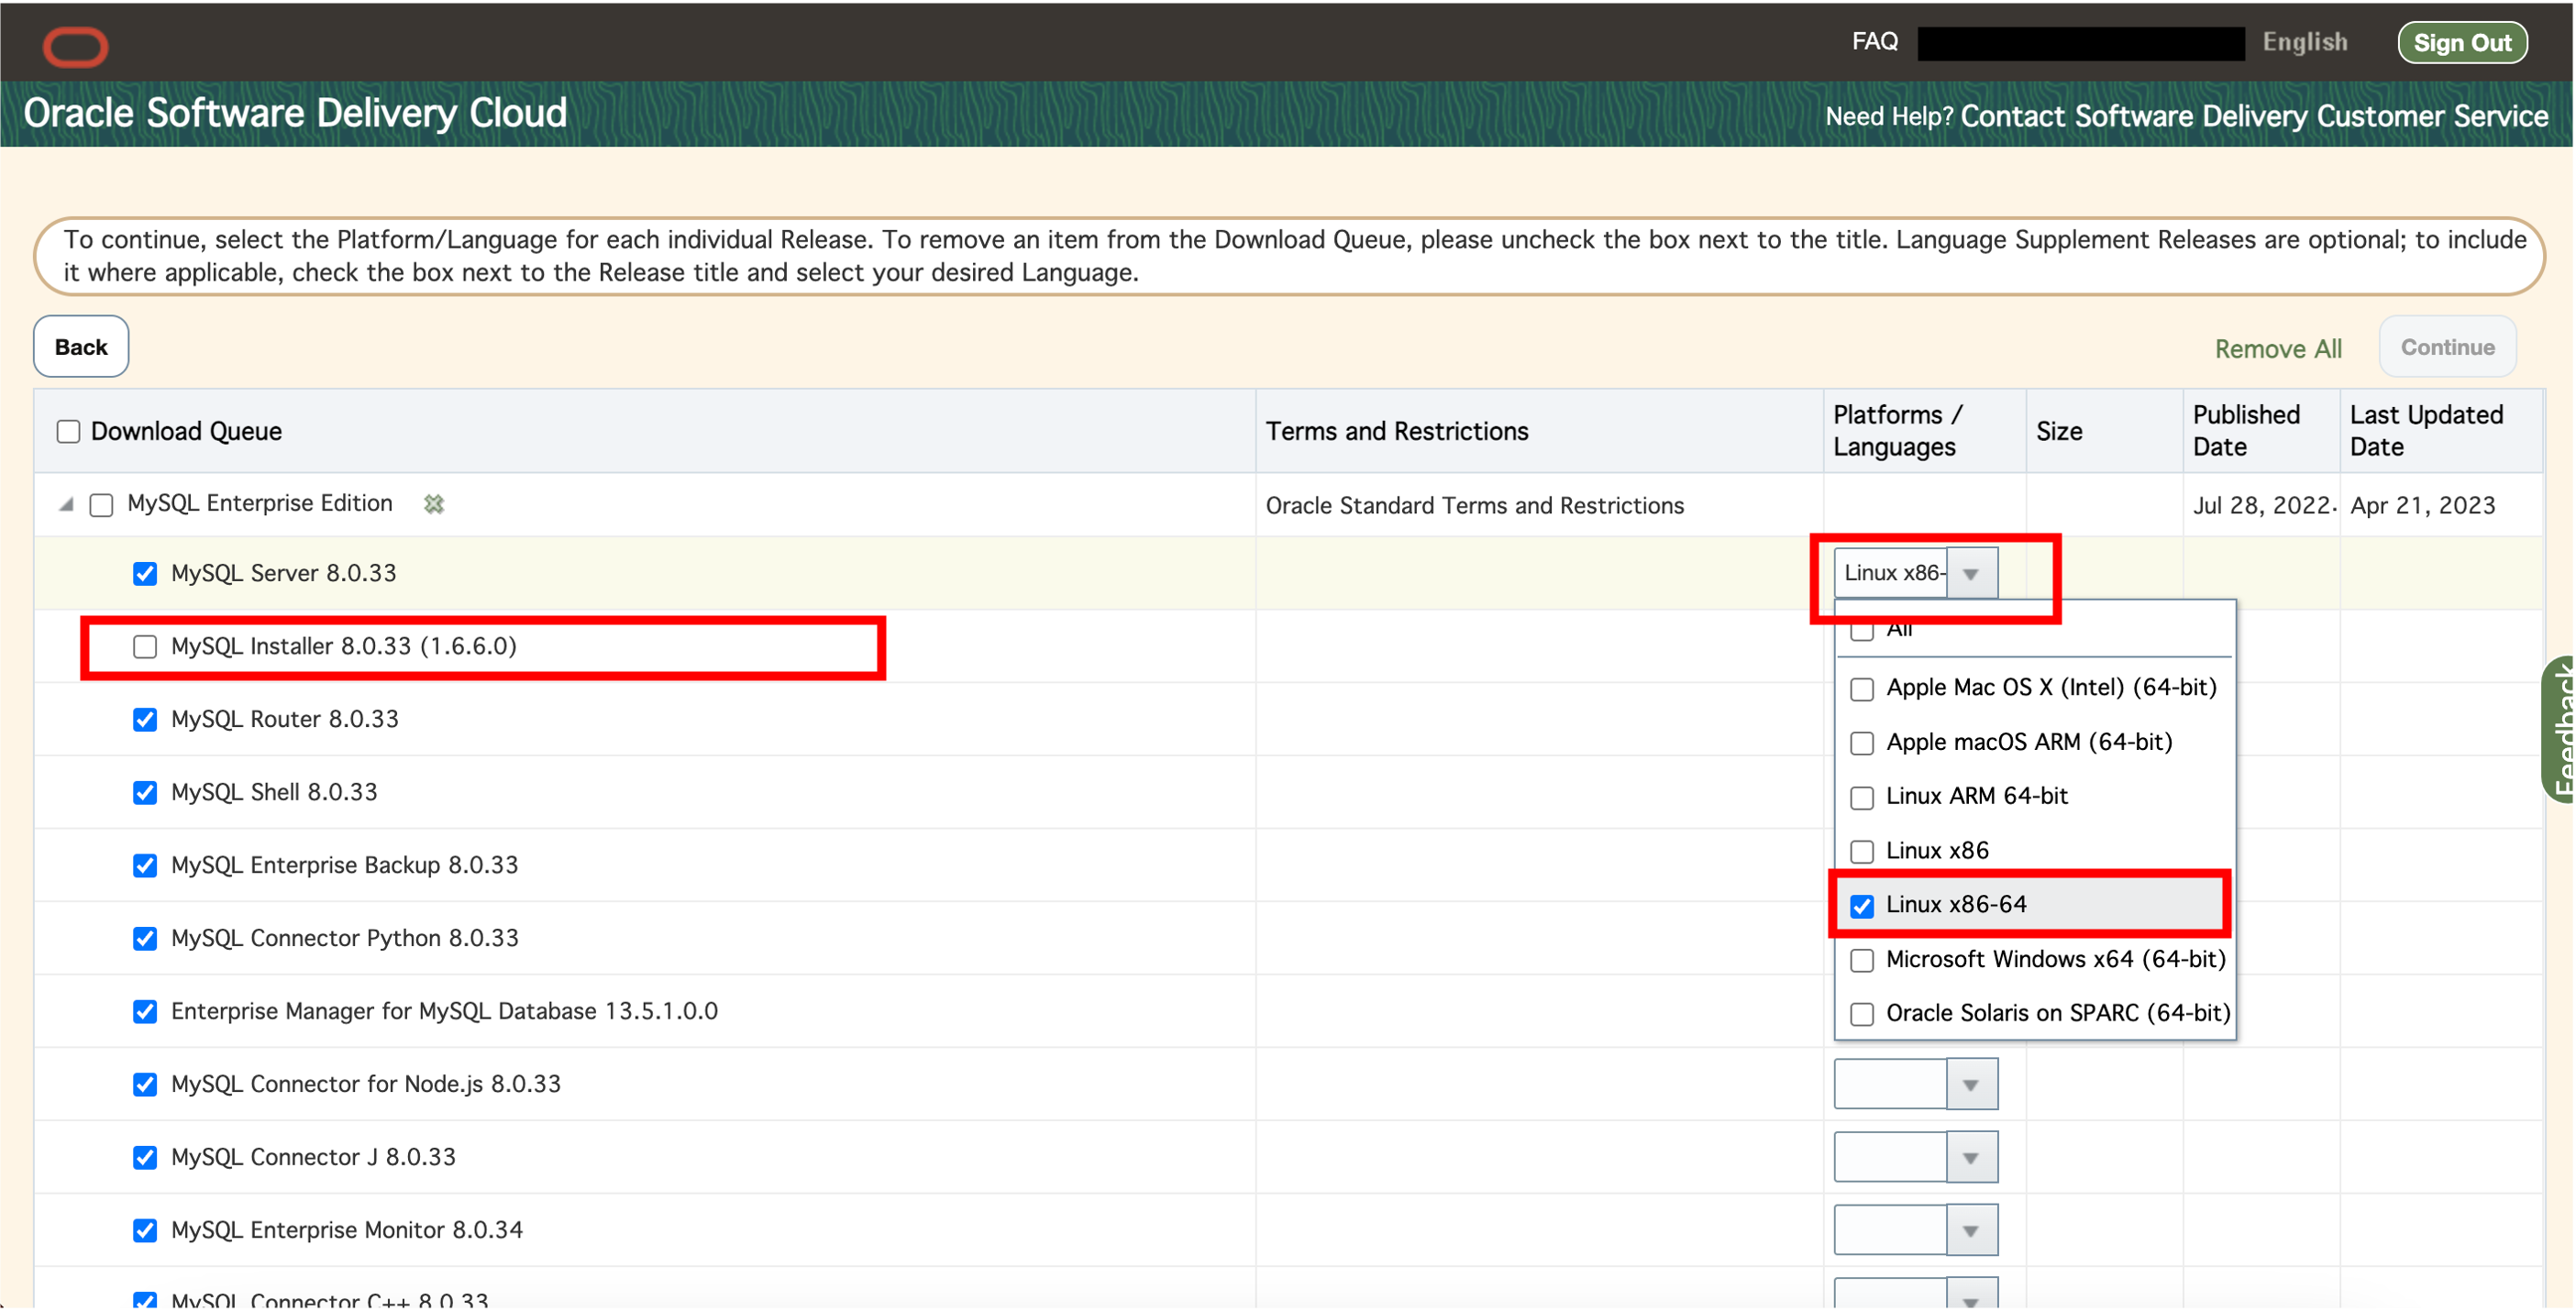 FAQ
English
Sign Out
Oracle Software Delivery Cloud
Need Help? Contact Software Delivery Customer Service
To continue, select the Platform/Language for each individual Release. To remove an item from the Download Queue, please uncheck the box next to the title. Language Supplement Releases are optional; to include
it where applicable, check the box next to the Release title and select your desired Language.
Back
Remove All
Continue
Download Queue
Terms and Restrictions
Platforms /
Languages
Size
Published
Date
Last Updated
Date
MySQL Enterprise Edition
Oracle Standard Terms and Restrictions
Jul 28, 2022.
Apr 21, 2023
MySQL Server 8.0.33
Linux x86-
MySQL Installer 8.0.33 (1.6.6.0)
All
Apple Mac OS X (Intel) (64-bit)
MySQL Router 8.0.33
Apple macOS ARM (64-bit)
MySQL Shell 8.0.33
Linux ARM 64-bit
Linux x86
MySQL Enterprise Backup 8.0.33
Linux x86-64
MySQL Connector Python 8.0.33
Microsoft Windows x64 (64-bit)
Enterprise Manager for MySQL Database 13.5.1.0.0
Oracle Solaris on SPARC (64-bit)
MySQL Connector for Node.js 8.0.33
MySQL Connector J 8.0.33
MySQL Enterprise Monitor 8.0.34
MySQL Connector C++ 8.0.33
Feedback